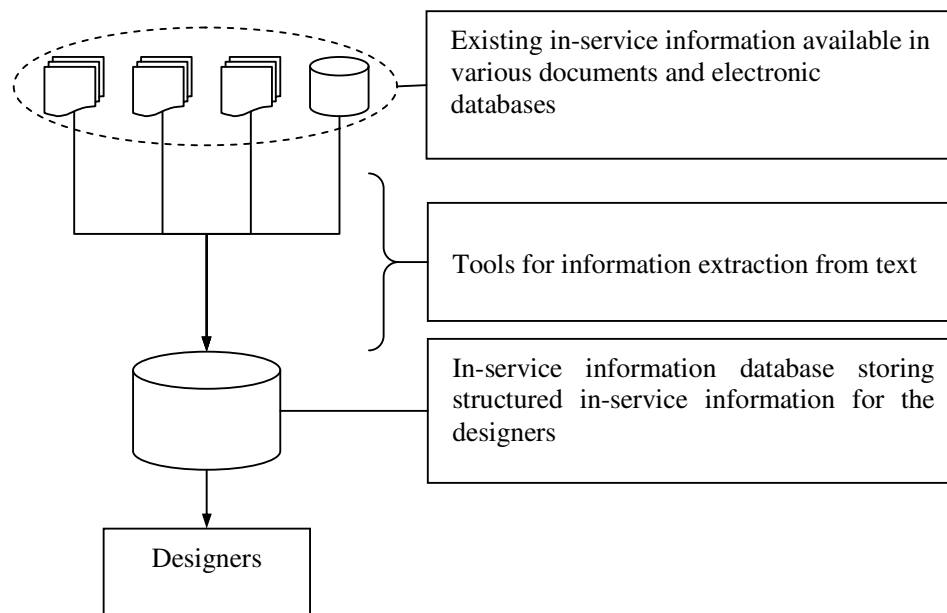 Existing in-service information available in
various documents and electronic
databases
Tools for information extraction from text
In-service information database storing
structured in-service information for the
designers
Designers